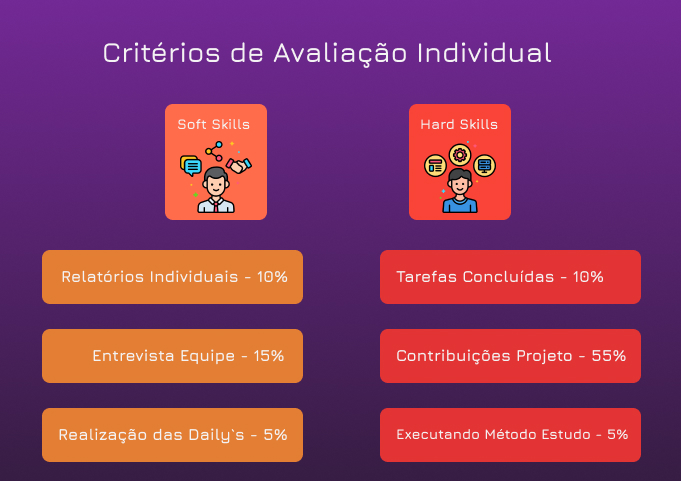 Critérios de Avaliação Individual
Soft Skills
Hard Skills
Relatórios Individuais - 10%
Tarefas Concluídas - 10%
Entrevista Equipe - 15%
Contribuições Projeto - 55%
Realização das Daily`s - 5%
Executando Método Estudo - 5%